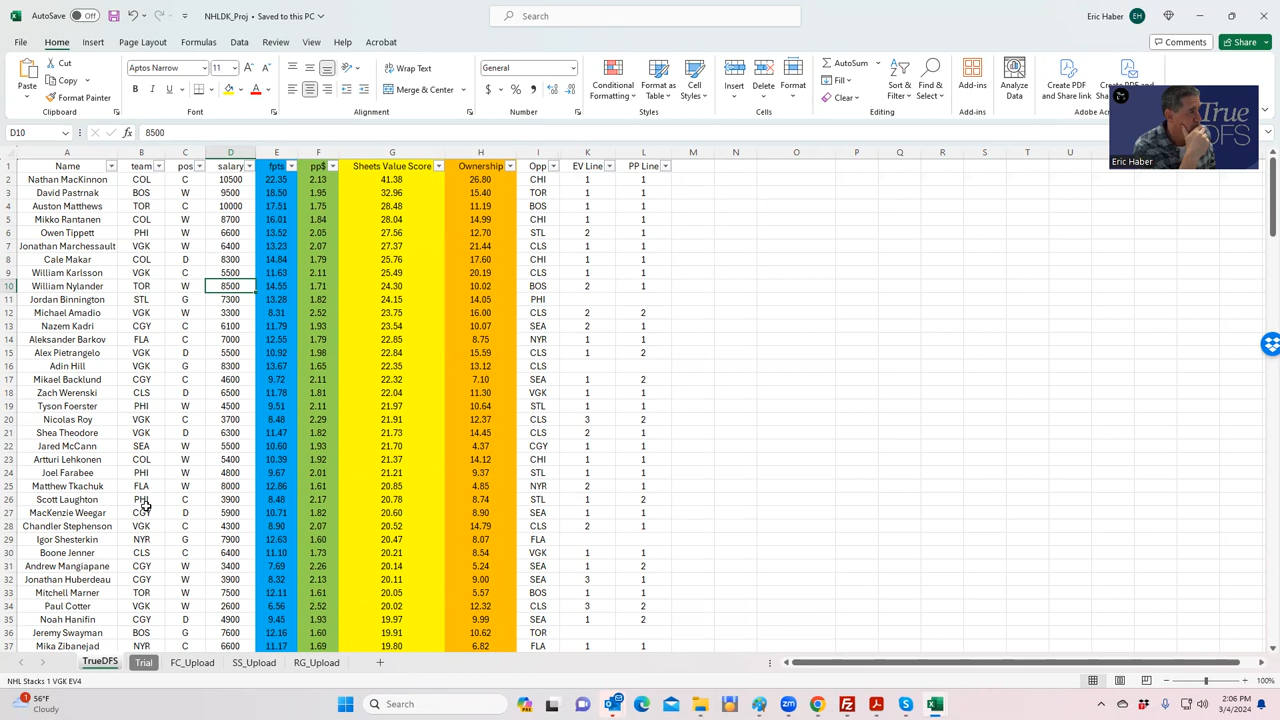 AutoSave Off NHLDK_Proj • Saved to this PC Search Eric Haber EH
File Home Insert Page Layout Formulas Data Review View Help Acrobat Comments Share
Paste Cut Copy Format Painter Aptos Narrow 11 Wrap Text Merge & Center General Conditional Formatting Format as Table Cell Styles Insert Delete Format AutoSum Fill Clear Sort & Filter Find & Select Add-ins Analyze Data Create PDF and Share link
Clipboard Font Alignment Number Styles Cells Editing Add-ins
D10 fx 8500
True
DFS
Eric Haber
A B C D E F G H I K L M N O P Q R S T U
1 Name team pos salary fpts pp$ Sheets Value Score Ownership Opp EV Line PP Line
2 Nathan MacKinnon COL C 10500 22.35 2.13 41.38 26.80 CHI 1 1
3 David Pastrnak BOS W 9500 18.50 1.95 32.96 15.40 TOR 1 1
4 Auston Matthews TOR C 10000 17.51 1.75 28.48 11.19 BOS 1 1
5 Mikko Rantanen COL W 8700 16.01 1.84 28.04 14.99 CHI 1 1
6 Owen Tippett PHI W 6600 13.52 2.05 27.56 12.70 STL 2 1
7 Jonathan Marchessault VGK W 6400 13.23 2.07 27.37 21.44 CLS 1 1
8 Cale Makar COL D 8300 14.84 1.79 25.76 17.60 CHI 1 1
9 William Karlsson VGK C 5500 11.63 2.11 25.49 20.19 CLS 1 1
10 William Nylander TOR W 8500 14.55 1.71 24.30 10.02 BOS 2 1
11 Jordan Binnington STL G 7300 13.28 1.82 24.15 14.05 PHI
12 Michael Amadio VGK W 3300 8.31 2.52 23.75 16.00 CLS 2 2
13 Nazem Kadri CGY C 6100 11.79 1.93 23.54 10.07 SEA 2 1
14 Aleksander Barkov FLA C 7000 12.55 1.79 22.85 8.75 NYR 1 1
15 Alex Pietrangelo VGK D 5500 10.92 1.98 22.84 15.59 CLS 1 2
16 Adin Hill VGK G 8300 13.67 1.65 22.35 13.12 CLS
17 Mikael Backlund CGY C 4600 9.72 2.11 22.32 7.10 SEA 1 2
18 Zach Werenski CLS D 6500 11.78 1.81 22.04 11.30 VGK 1 1
19 Tyson Foerster PHI W 4500 9.51 2.11 21.97 10.64 STL 1 1
20 Nicolas Roy VGK C 3700 8.48 2.29 21.91 12.37 CLS 3 2
21 Shea Theodore VGK D 6300 11.47 1.82 21.73 14.45 CLS 2 1
22 Jared McCann SEA W 5500 10.60 1.93 21.70 4.37 CGY 1 1
23 Artturi Lehkonen COL W 5400 10.39 1.92 21.37 14.12 CHI 1 1
24 Joel Farabee PHI W 4800 9.67 2.01 21.21 9.37 STL 1 1
25 Matthew Tkachuk FLA W 8000 12.86 1.61 20.85 4.85 NYR 2 1
26 Scott Laughton PHI C 3900 8.48 2.17 20.78 8.74 STL 1 2
27 MacKenzie Weegar CGY D 5900 10.71 1.82 20.60 8.90 SEA 1 1
28 Chandler Stephenson VGK C 4300 8.90 2.07 20.52 14.79 CLS 2 1
29 Igor Shesterkin NYR G 7900 12.63 1.60 20.47 8.07 FLA
30 Boone Jenner CLS C 6400 11.10 1.73 20.21 8.54 VGK 1 1
31 Andrew Mangiapane CGY W 3400 7.69 2.26 20.14 5.24 SEA 1 2
32 Jonathan Huberdeau CGY W 3900 8.32 2.13 20.11 9.00 SEA 3 1
33 Mitchell Marner TOR W 7500 12.11 1.61 20.05 5.57 BOS 1 1
34 Paul Cotter VGK W 2600 6.56 2.52 20.02 12.32 CLS 3 2
35 Noah Hanifin CGY D 4900 9.45 1.93 19.97 9.99 SEA 1 2
36 Jeremy Swayman BOS G 7600 12.16 1.60 19.91 10.62 TOR
37 Mika Zibanejad NYR C 6600 11.17 1.69 19.80 6.82 FLA 1 1
TrueDFS Trial FC_Upload SS_Upload RG_Upload
NHL Stacks 1 VGK EV4 100%
1 56°F Cloudy Search 2:06 PM 3/4/2024